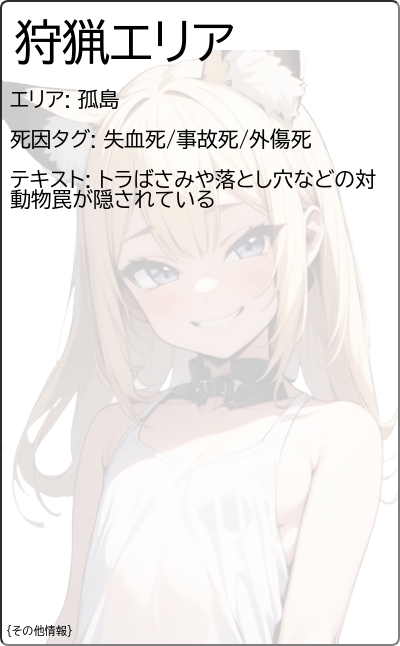 狩猟エリア
エリア: 孤島
死因タグ: 失血死/事故死/外傷死
テキスト: トラばさみや落とし穴などの対
動物罠が隠されている
{その他情報}